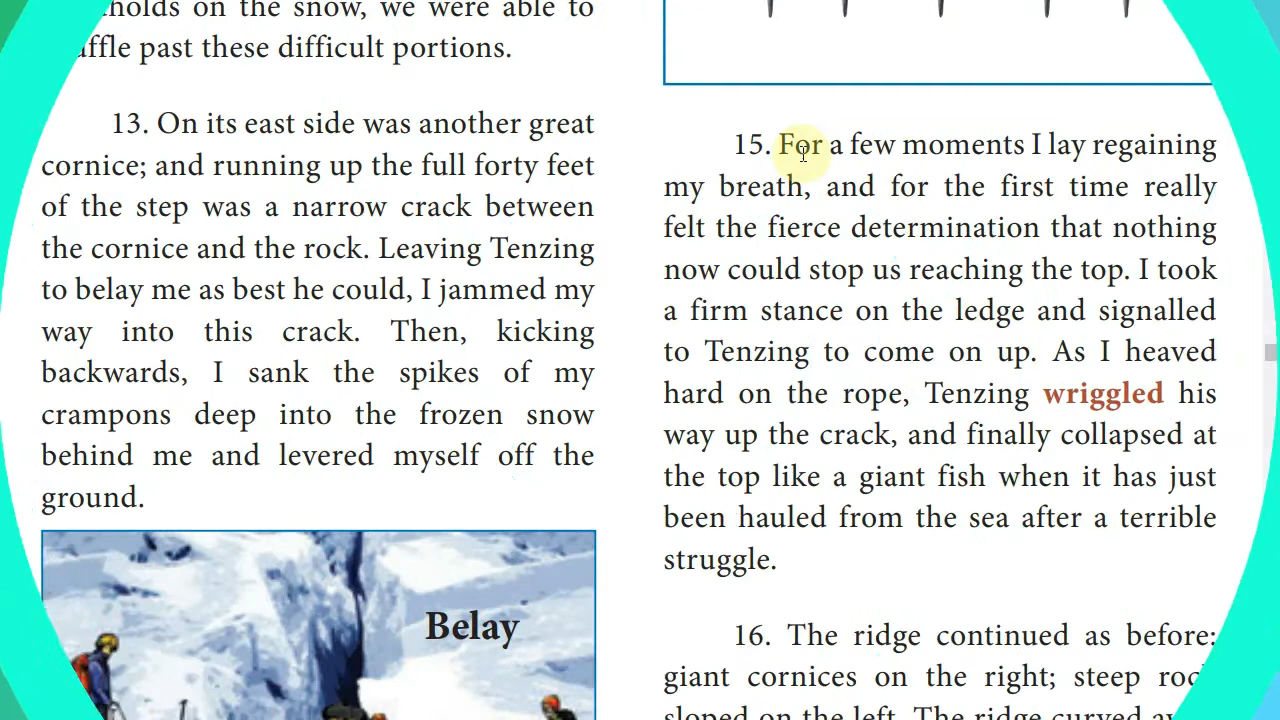 holds on the snow, we were able to
past these difficult portions.
13. On its east side was another great
cornice; and running up the full forty feet
of the step was a narrow crack between
the cornice and the rock. Leaving Tenzing
to belay me as best he could, I jammed my
way into this crack. Then, kicking
backwards, I sank the spikes of my
crampons deep into the frozen snow
behind me and levered myself off the
ground.
Belay
15. For a few moments I lay regaining
my breath, and for the first time really
felt the fierce determination that nothing
now could stop us reaching the top. I took
a firm stance on the ledge and signalled
to Tenzing to come on up. As I heaved
hard on the rope, Tenzing wriggled his
way up the crack, and finally collapsed at
the top like a giant fish when it has just
been hauled from the sea after a terrible
struggle.
16. The ridge continued as before:
giant cornices on the right; steep
sloped on the left. The ridge curved